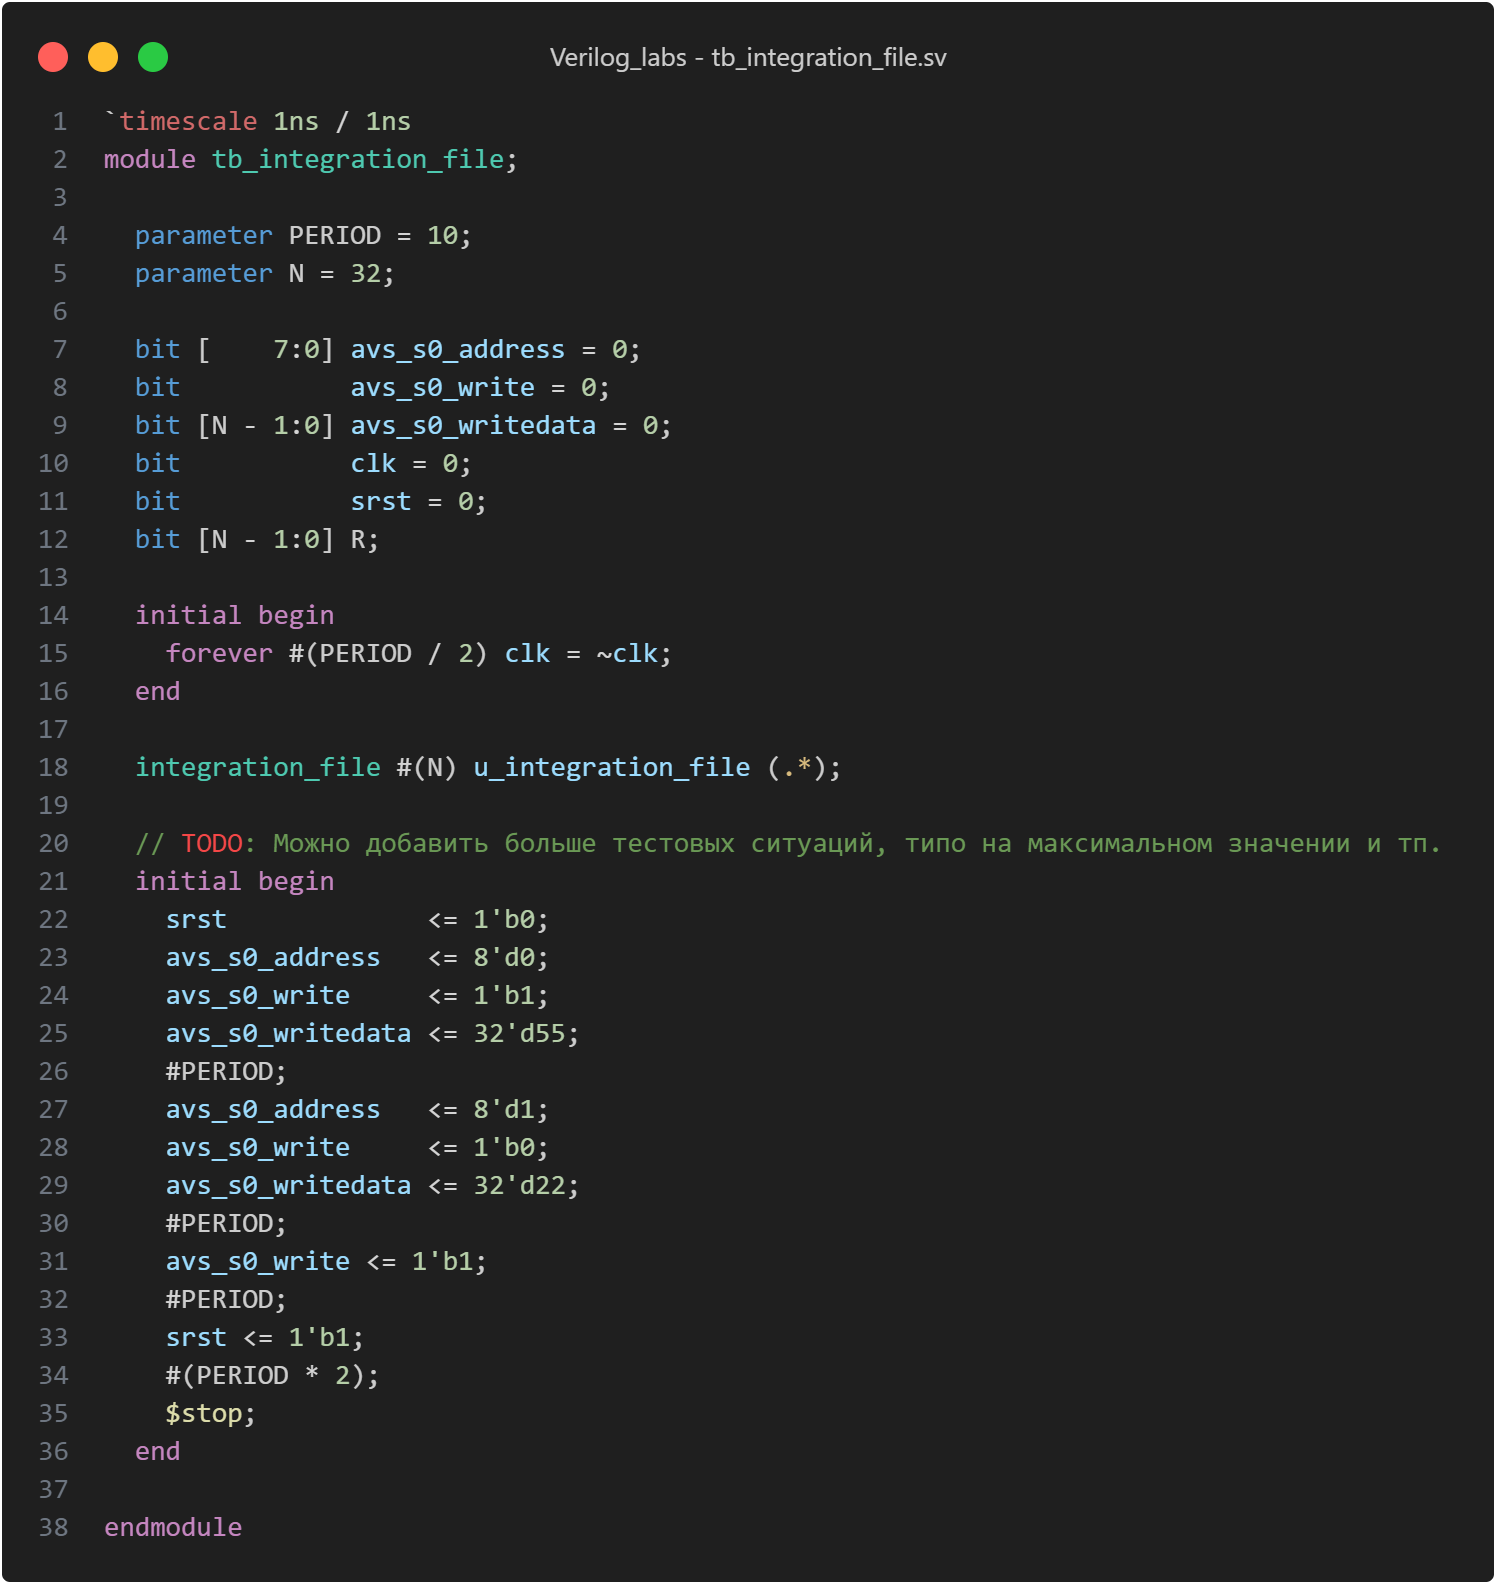 Verilog_labs - tb_integration_file.sv
1 `timescale 1ns / 1ns
2 module tb_integration_file;
3
4   parameter PERIOD = 10;
5   parameter N = 32;
6
7   bit [    7:0] avs_s0_address = 0;
8   bit           avs_s0_write = 0;
9   bit [N - 1:0] avs_s0_writedata = 0;
10   bit           clk = 0;
11   bit           srst = 0;
12   bit [N - 1:0] R;
13
14   initial begin
15     forever #(PERIOD / 2) clk = ~clk;
16   end
17
18   integration_file #(N) u_integration_file (.*);
19
20   // TODO: Можно добавить больше тестовых ситуаций, типо на максимальном значении и тп.
21   initial begin
22     srst             <= 1'b0;
23     avs_s0_address   <= 8'd0;
24     avs_s0_write     <= 1'b1;
25     avs_s0_writedata <= 32'd55;
26     #PERIOD;
27     avs_s0_address   <= 8'd1;
28     avs_s0_write     <= 1'b0;
29     avs_s0_writedata <= 32'd22;
30     #PERIOD;
31     avs_s0_write <= 1'b1;
32     #PERIOD;
33     srst <= 1'b1;
34     #(PERIOD * 2);
35     $stop;
36   end
37
38 endmodule